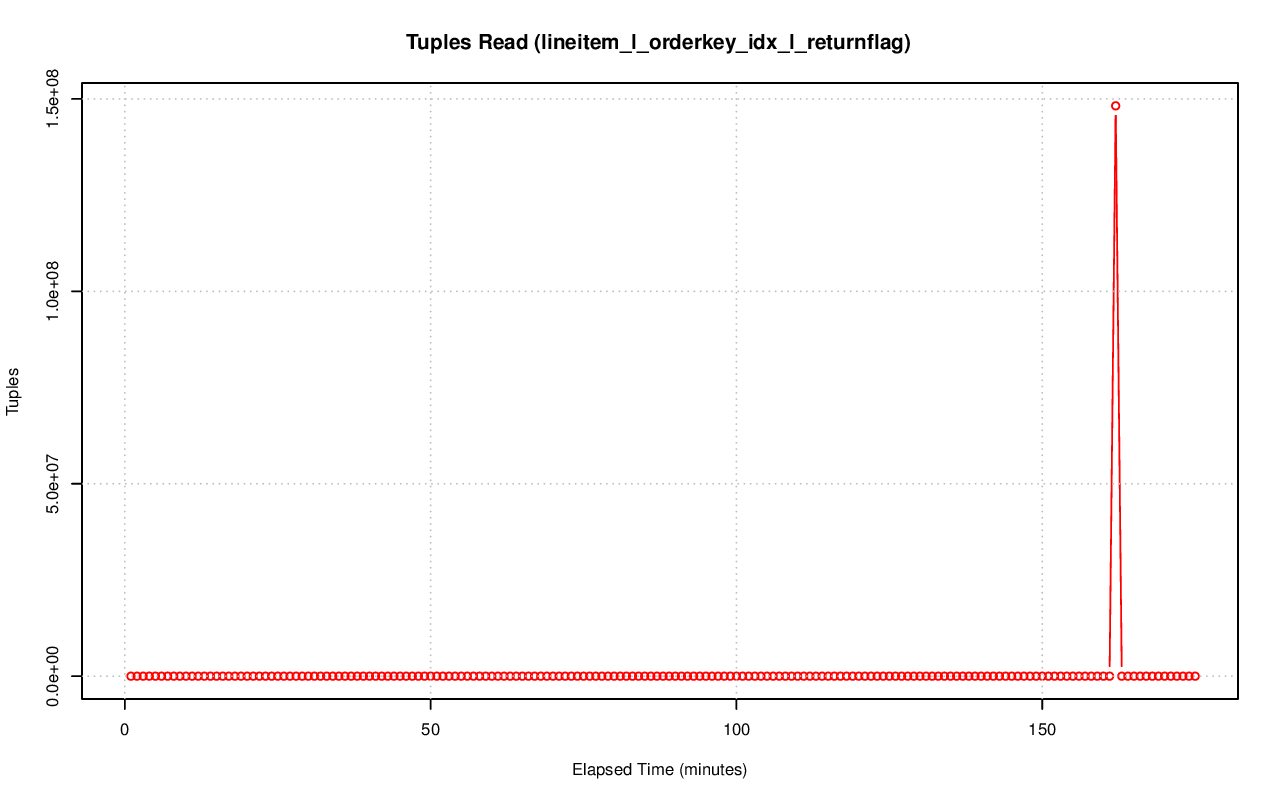 Tuples Read (lineitem_l_orderkey_idx_l_returnflag)
1.5e+08
1.0e+08
5.0e+07
0.0e+00
Tuples
0
50
100
150
Elapsed Time (minutes)